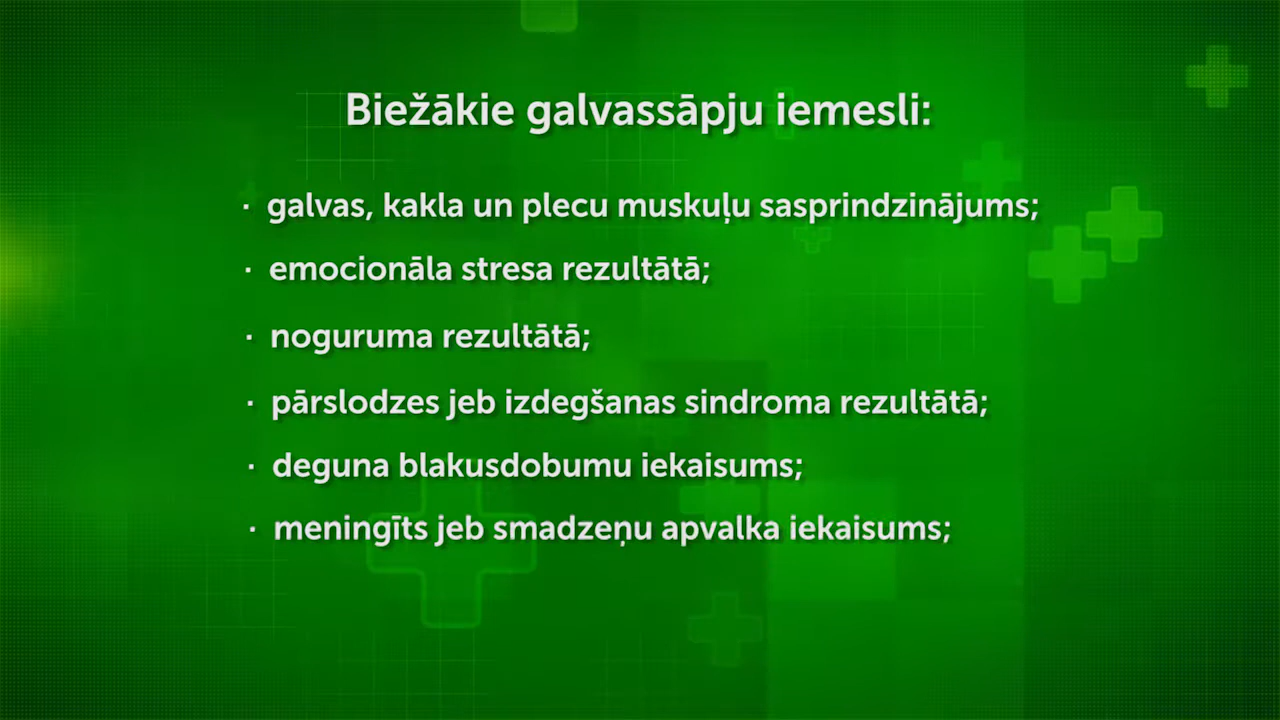 Biežākie galvassāpju iemesli:
· galvas, kakla un plecu muskuļu sasprindzinājums;
· emocionāla stresa rezultātā;
· noguruma rezultātā;
· pārslodzes jeb izdegšanas sindroma rezultātā;
· deguna blakusdobumu iekaisums;
· meningīts jeb smadzeņu apvalka iekaisums;